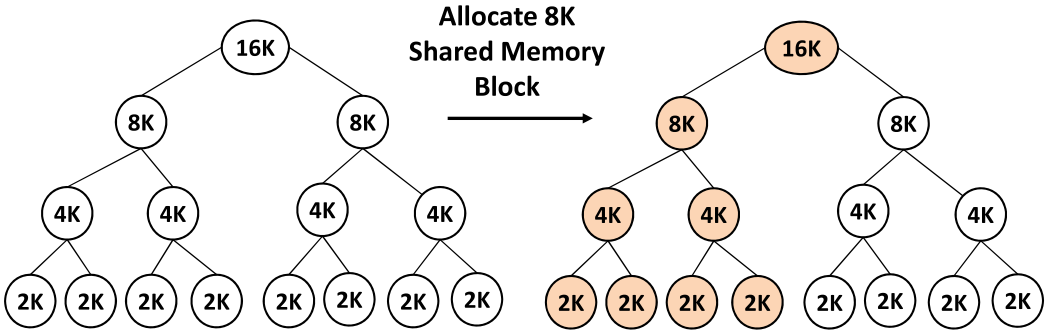 Allocate 8K
Shared Memory
Block
16K
8K 8K
4K 4K 4K 4K
2K 2K 2K 2K 2K 2K 2K 2K
16K
8K 8K
4K 4K 4K 4K
2K 2K 2K 2K 2K 2K 2K 2K